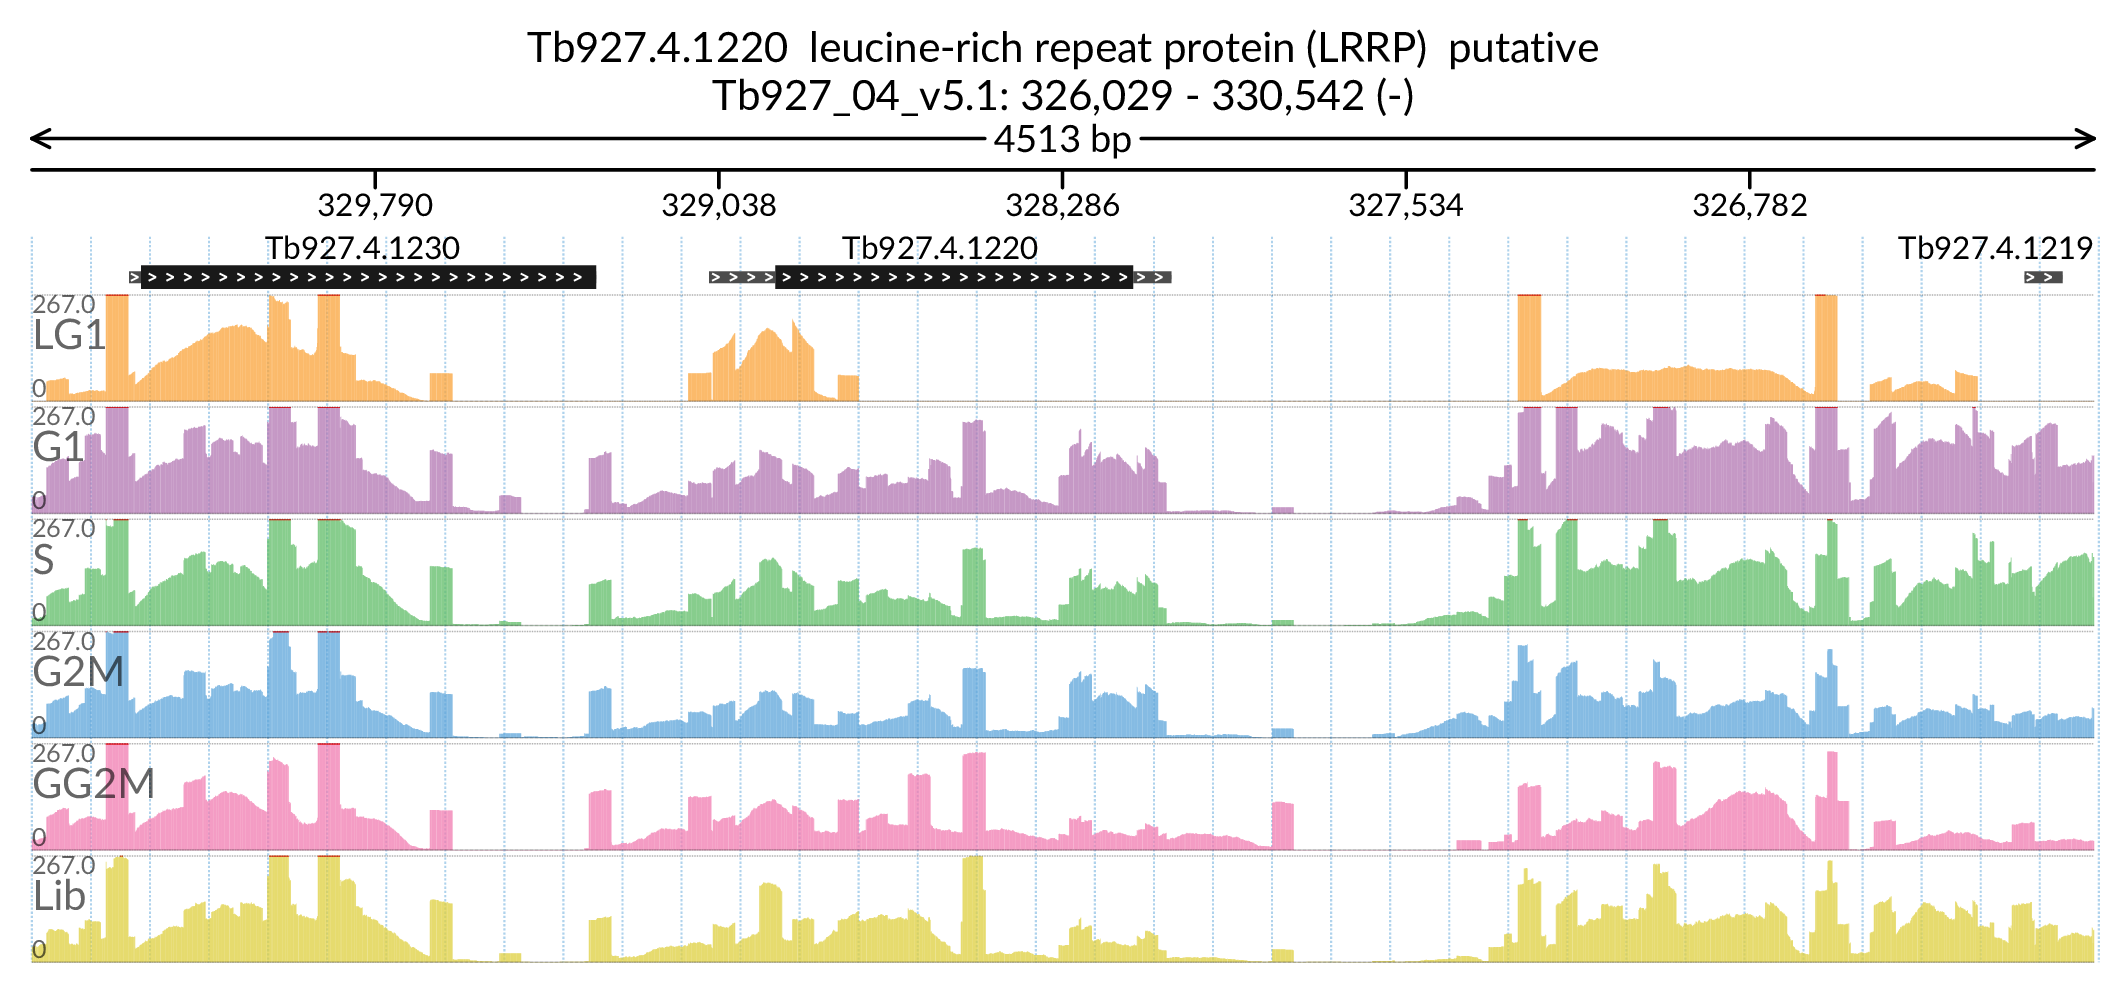 Tb927.4.1220  leucine-rich repeat protein (LRRP)  putative
Tb927_04_v5.1: 326,029 - 330,542 (-)
4513 bp
329,790 329,038 328,286 327,534 326,782
Tb927.4.1230 Tb927.4.1220 Tb927.4.1219
267.0
LG1
0
267.0
G1
0
267.0
S
0
267.0
G2M
0
267.0
GG2M
0
267.0
Lib
0